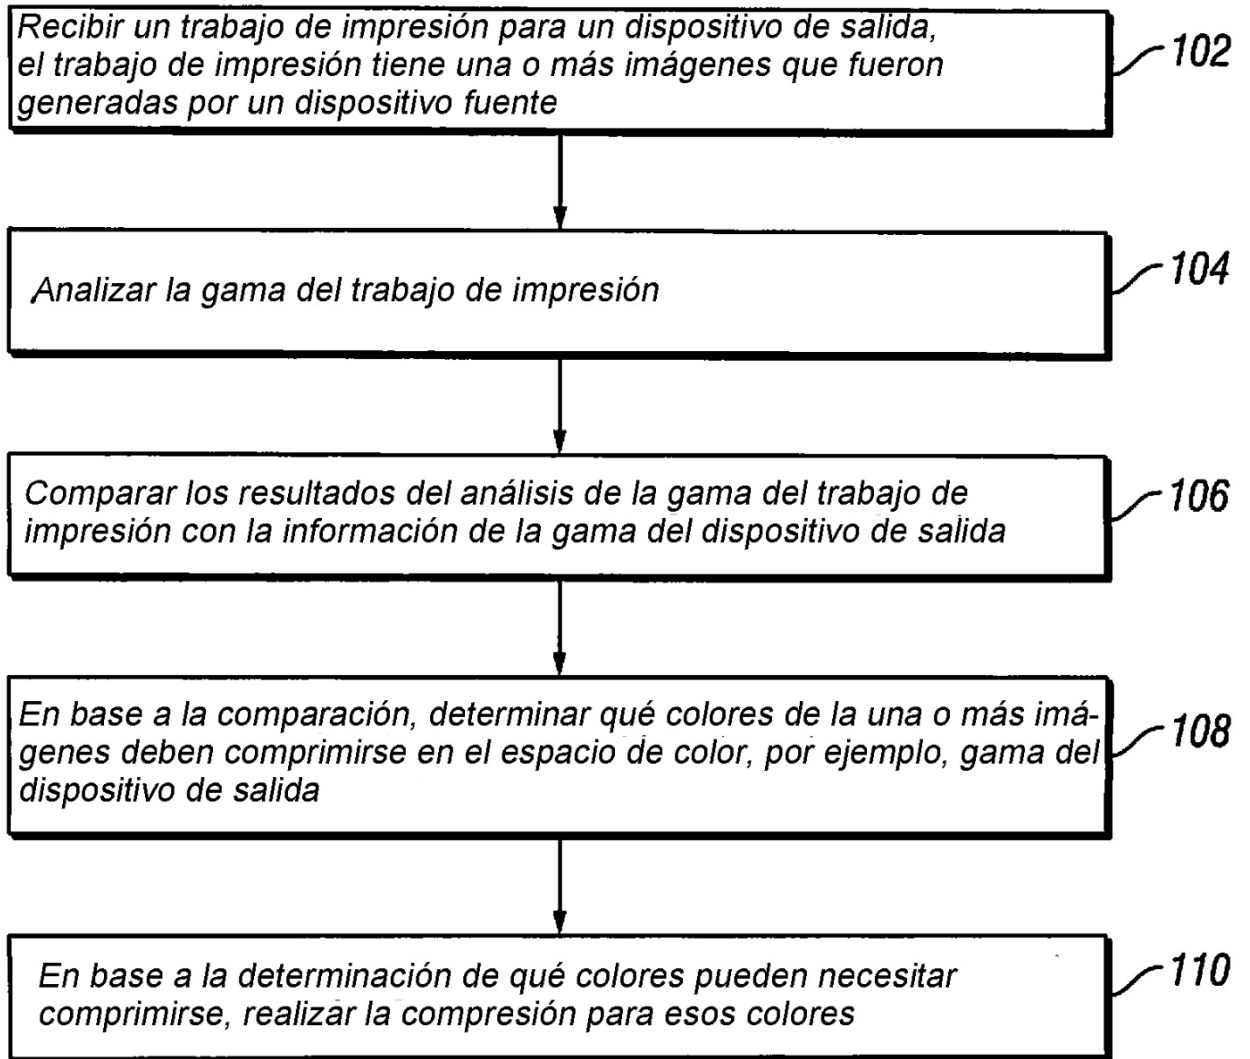 Recibir un trabajo de impresión para un dispositivo de salida,
el trabajo de impresión tiene una o más imágenes que fueron
generadas por un dispositivo fuente
102
Analizar la gama del trabajo de impresión
104
Comparar los resultados del análisis de la gama del trabajo de
impresión con la información de la gama del dispositivo de salida
106
En base a la comparación, determinar qué colores de la una o más imá-
genes deben comprimirse en el espacio de color, por ejemplo, gama del
dispositivo de salida
108
En base a la determinación de qué colores pueden necesitar
comprimirse, realizar la compresión para esos colores
110